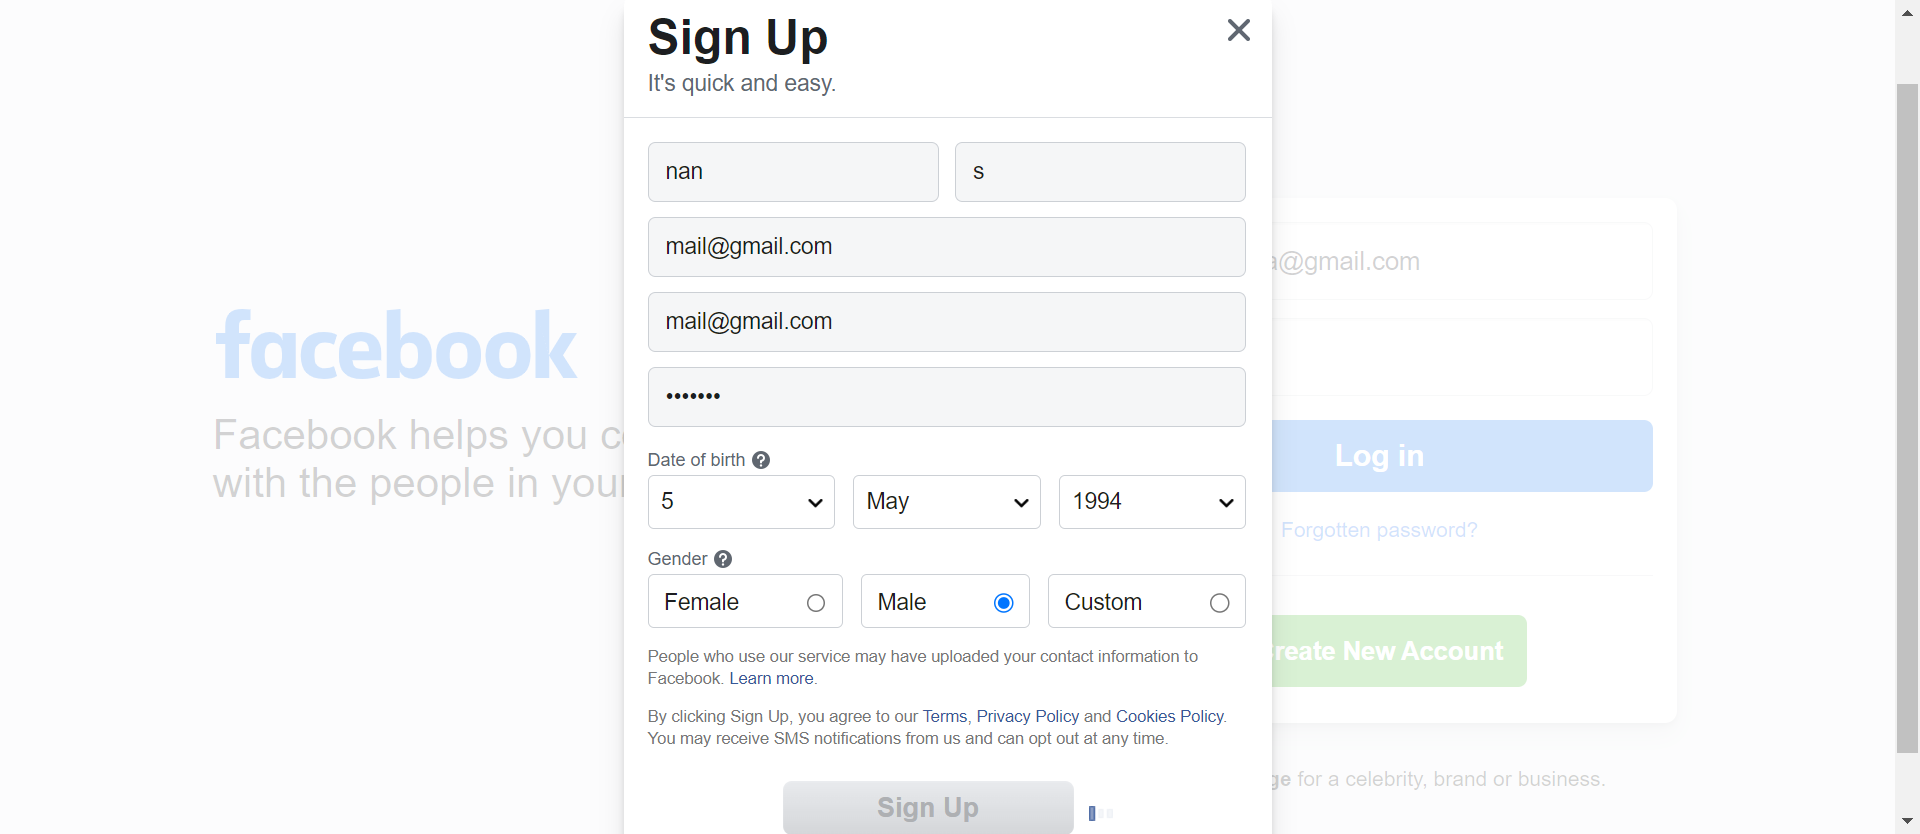 Sign Up
It's quick and easy.
nan
s
mail@gmail.com
mail@gmail.com
•••••••
Date of birth ?
5
May
1994
Gender ?
Female
Male
Custom
People who use our service may have uploaded your contact information to
Facebook. Learn more.
By clicking Sign Up, you agree to our Terms, Privacy Policy and Cookies Policy.
You may receive SMS notifications from us and can opt out at any time.
Sign Up
facebook
Facebook helps you
with the people in your
@gmail.com
Log in
Forgotten password?
New Account
for a celebrity, brand or business.